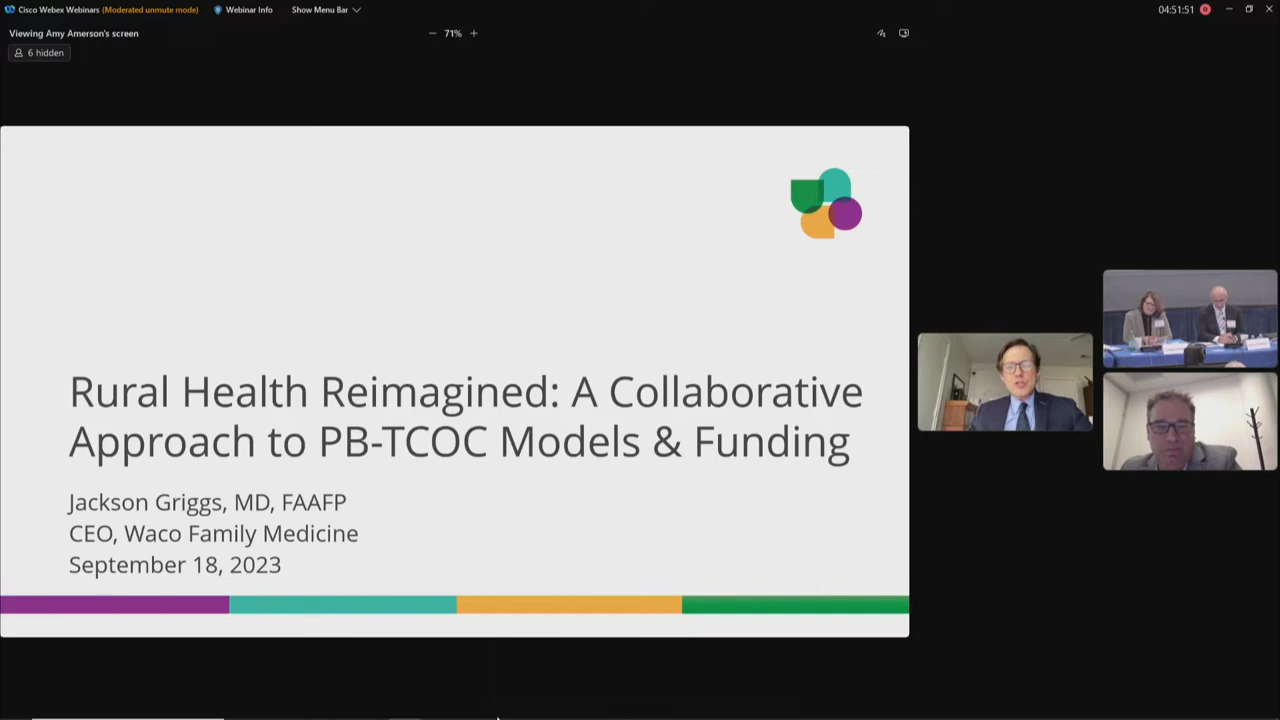 Cisco Webex Webinars (Moderated unmute mode) Webinar Info Show Menu Bar 04:51:51
Viewing Amy Amerson's screen 71%
6 hidden
Rural Health Reimagined: A Collaborative
Approach to PB-TCOC Models & Funding
Jackson Griggs, MD, FAAFP
CEO, Waco Family Medicine
September 18, 2023